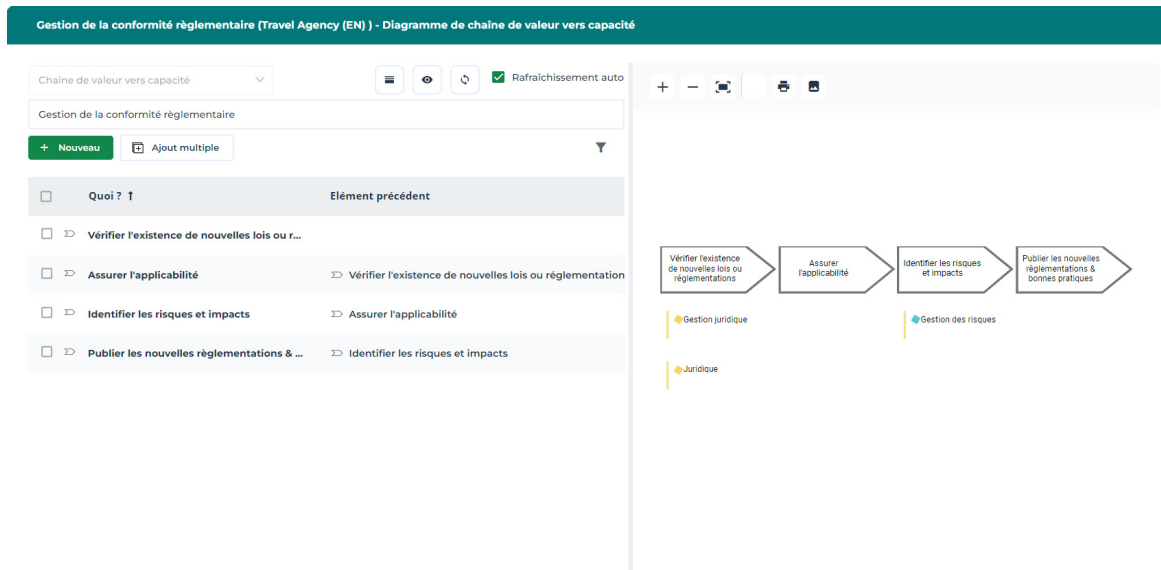 Gestion de la conformité règlementaire (Travel Agency (EN) ) - Diagramme de chaîne de valeur vers capacité
Chaîne de valeur vers capacité
Rafraîchissement auto
Gestion de la conformité règlementaire
+ Nouveau
Ajout multiple
Quoi ? ↑ Elément précédent
Vérifier l'existence de nouvelles lois ou r...
Assurer l'applicabilité Vérifier l'existence de nouvelles lois ou réglementation
Identifier les risques et impacts Assurer l'applicabilité
Publier les nouvelles règlementations & ... Identifier les risques et impacts
Vérifier l'existence
de nouvelles lois ou
réglementations
Assurer
l'applicabilité
Identifier les risques
et impacts
Publier les nouvelles
règlementations &
bonnes pratiques
Gestion juridique
Gestion des risques
Juridique